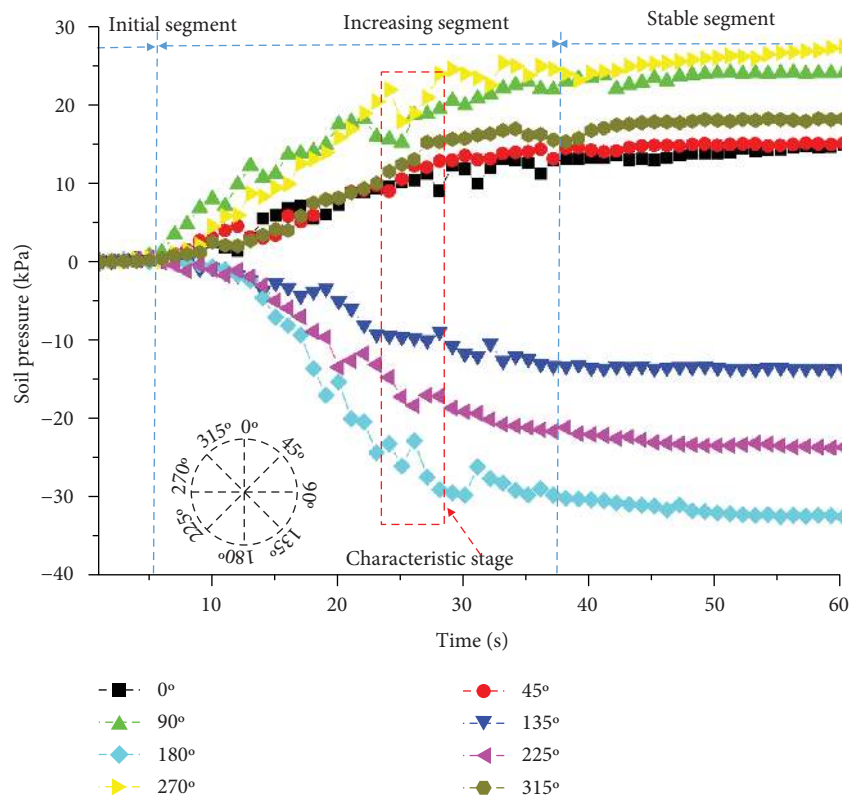 Initial segment Increasing segment Stable segment
30
20
10
0
−10
−20
−30
−40
Soil pressure (kPa)
0º
45º
90º
135º
180º
225º
270º
315º
Characteristic stage
10 20 30 40 50 60
Time (s)
0º 45º
90º 135º
180º 225º
270º 315º